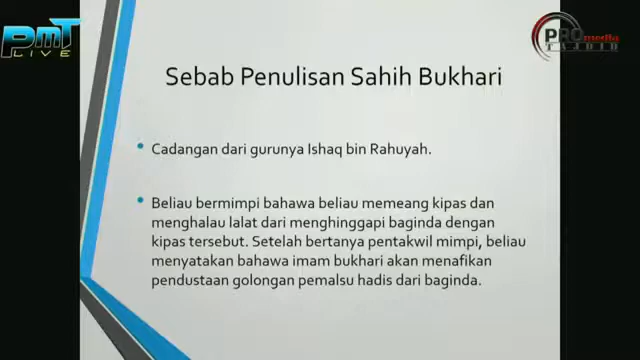 PMT
LIVE
PROmedia
TAJDID
Sebab Penulisan Sahih Bukhari
Cadangan dari gurunya Ishaq bin Rahuyah.
Beliau bermimpi bahawa beliau memeang kipas dan
menghalau lalat dari menghinggapi baginda dengan
kipas tersebut. Setelah bertanya pentakwil mimpi, beliau
menyatakan bahawa imam bukhari akan menafikan
pendustaan golongan pemalsu hadis dari baginda.